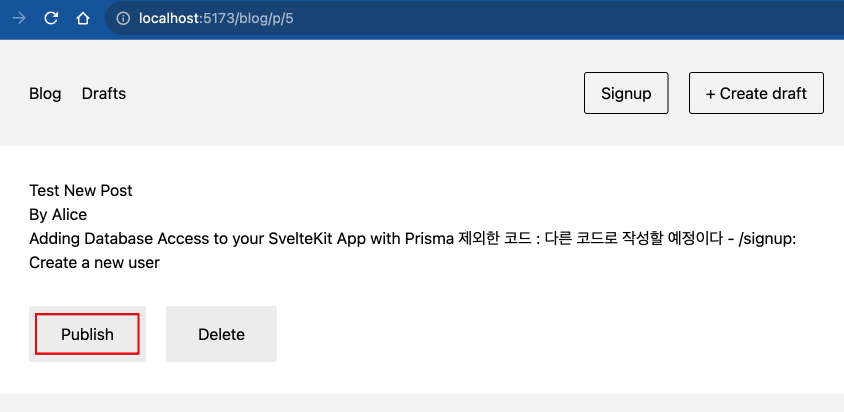 localhost:5173/blog/p/5
Blog Drafts Signup + Create draft
Test New Post
By Alice
Adding Database Access to your SvelteKit App with Prisma 제외한 코드 : 다른 코드로 작성할 예정이다 - /signup:
Create a new user
Publish Delete